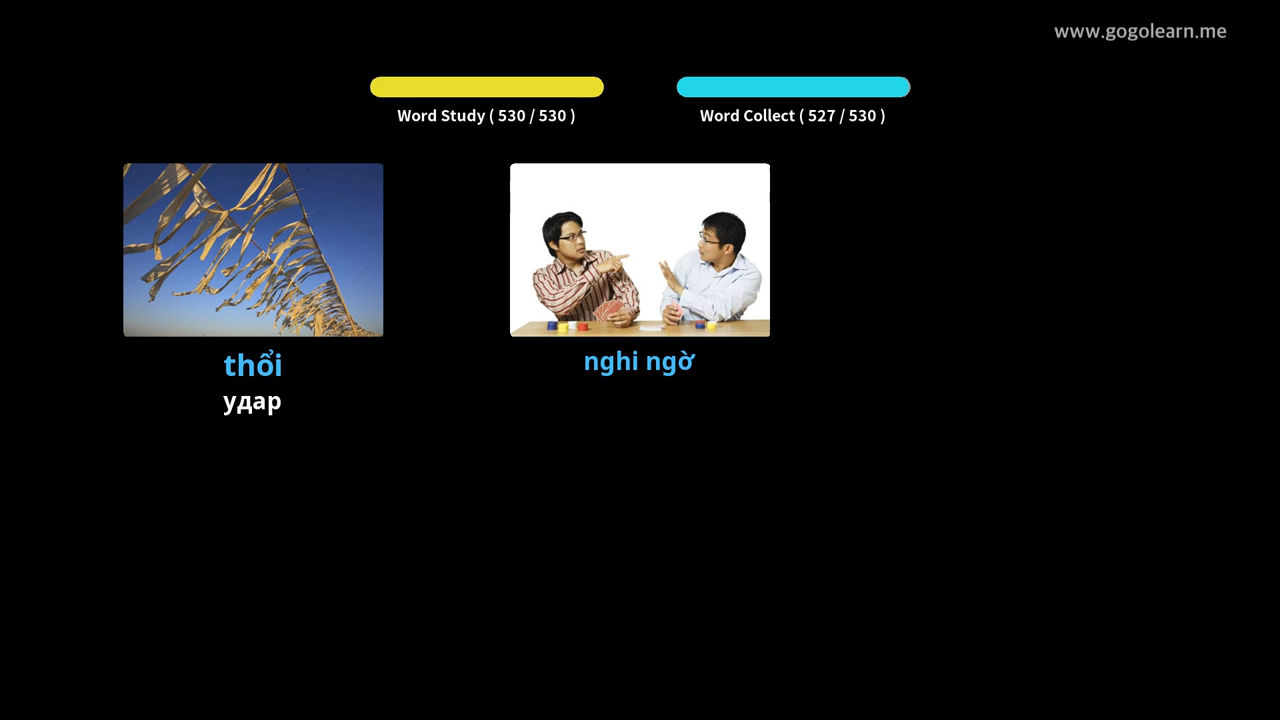 www.gogolearn.me
Word Study ( 530 / 530 )
Word Collect ( 527 / 530 )
thổi
удар
nghi ngờ